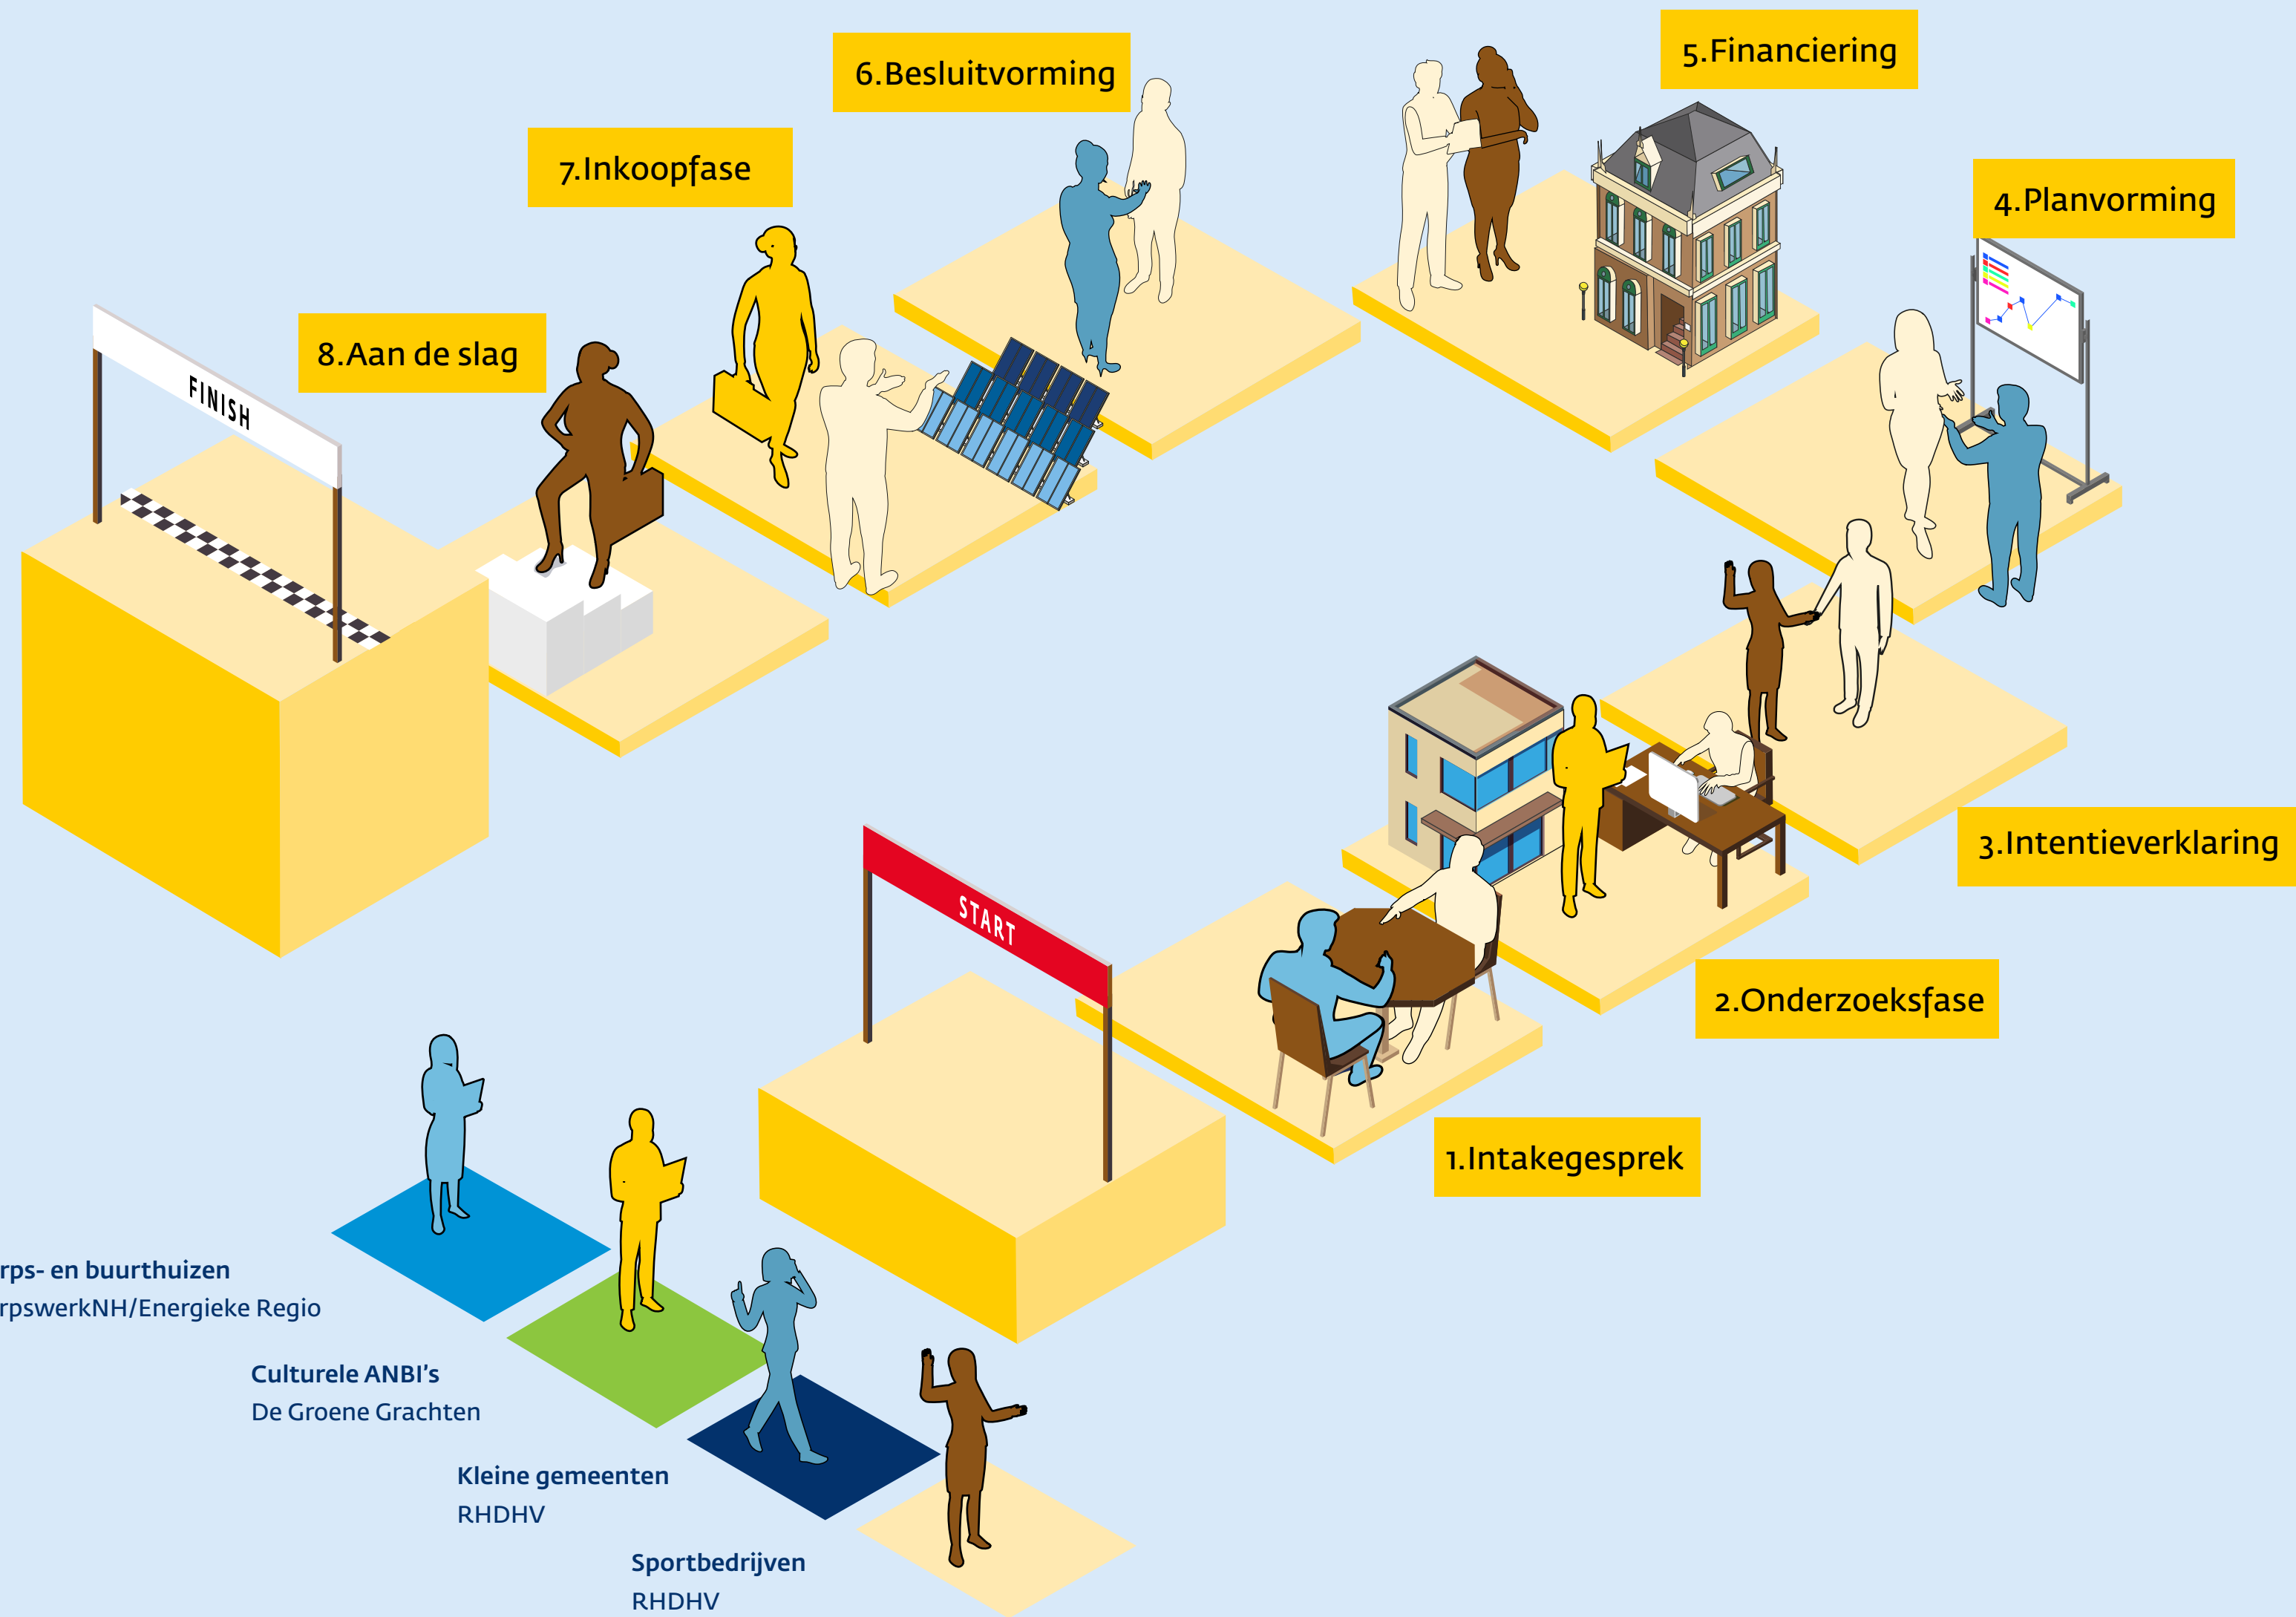 5.Financiering
6.Besluitvorming
7.Inkoopfase
4.Planvorming
8.Aan de slag
FINISH
3.Intentieverklaring
START
2.Onderzoeksfase
1.Intakegesprek
rps- en buurthuizen
rpswerkNH/Energieke Regio
Culturele ANBI's
De Groene Grachten
Kleine gemeenten
RHDHV
Sportbedrijven
RHDHV